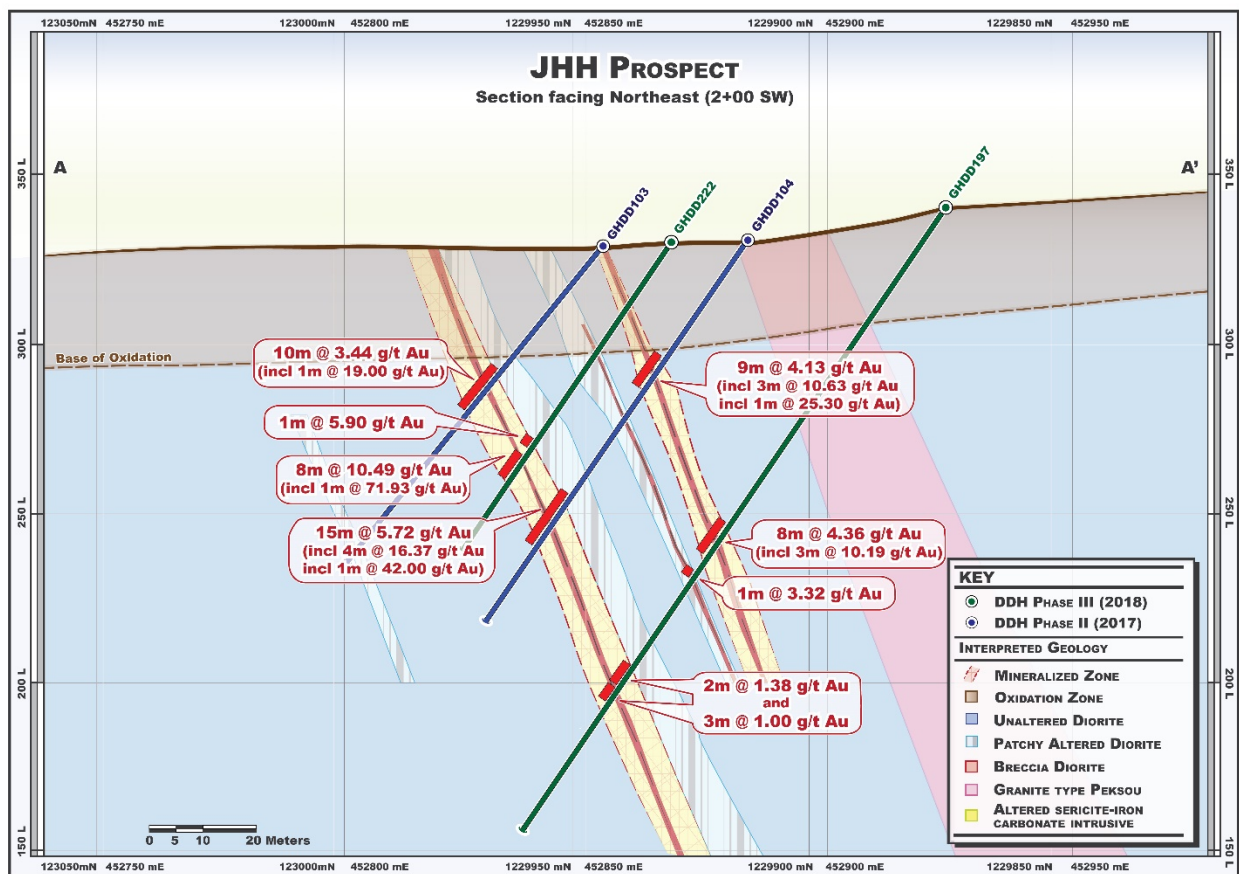 123050mN 452750 mE 123000mN 452800 mE 1229950 mN 452850 mE 1229900 mN 452900 mE 1229850 mN 452950 mE
JHH PROSPECT
Section facing Northeast (2+00 SW)
A
A'
350 L
350 L
GHDD103
GHDD222
GHDD104
GHDD197
300 L
300 L
Base of Oxidation
10m @ 3.44 g/t Au
(incl 1m @ 19.00 g/t Au)
9m @ 4.13 g/t Au
(incl 3m @ 10.63 g/t Au
incl 1m @ 25.30 g/t Au)
1m @ 5.90 g/t Au
8m @ 10.49 g/t Au
(incl 1m @ 71.93 g/t Au)
250 L
250 L
15m @ 5.72 g/t Au
(incl 4m @ 16.37 g/t Au
incl 1m @ 42.00 g/t Au)
8m @ 4.36 g/t Au
(incl 3m @ 10.19 g/t Au)
1m @ 3.32 g/t Au
200 L
200 L
2m @ 1.38 g/t Au
and
3m @ 1.00 g/t Au
KEY
DDH PHASE III (2018)
DDH PHASE II (2017)
INTERPRETED GEOLOGY
MINERALIZED ZONE
OXIDATION ZONE
UNALTERED DIORITE
PATCHY ALTERED DIORITE
BRECCIA DIORITE
GRANITE TYPE PEKSOU
ALTERED SERICITE-IRON
CARBONATE INTRUSIVE
0 5 10 20 Meters
150 L
150 L
123050mN 452750 mE 123000mN 452800 mE 1229950 mN 452850 mE 1229900 mN 452900 mE 1229850 mN 452950 mE